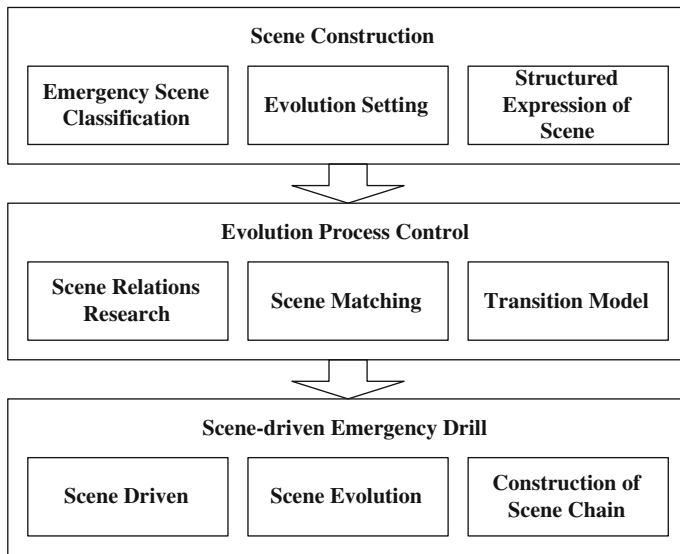 Scene Construction
Emergency Scene
Classification
Evolution Setting
Structured
Expression of
Scene
Evolution Process Control
Scene Relations
Research
Scene Matching
Transition Model
Scene-driven Emergency Drill
Scene Driven
Scene Evolution
Construction of
Scene Chain